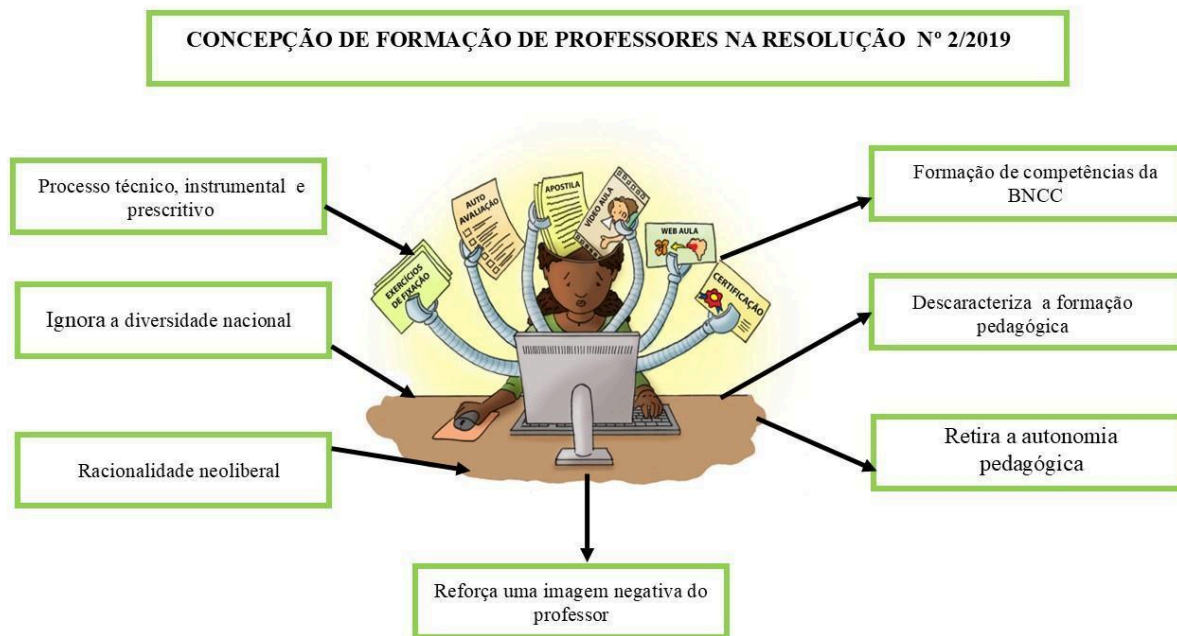 CONCEPÇÃO DE FORMAÇÃO DE PROFESSORES NA RESOLUÇÃO Nº 2/2019
Processo técnico, instrumental e
prescritivo
Ignora a diversidade nacional
Racionalidade neoliberal
EXERCÍCIOS
DE FIXAÇÃO
AUTO
AVALIAÇÃO
APOSTILA
VÍDEO AULA
WEB AULA
CERTIFICAÇÃO
Formação de competências da
BNCC
Descaracteriza a formação
pedagógica
Retira a autonomia
pedagógica
Reforça uma imagem negativa do
professor